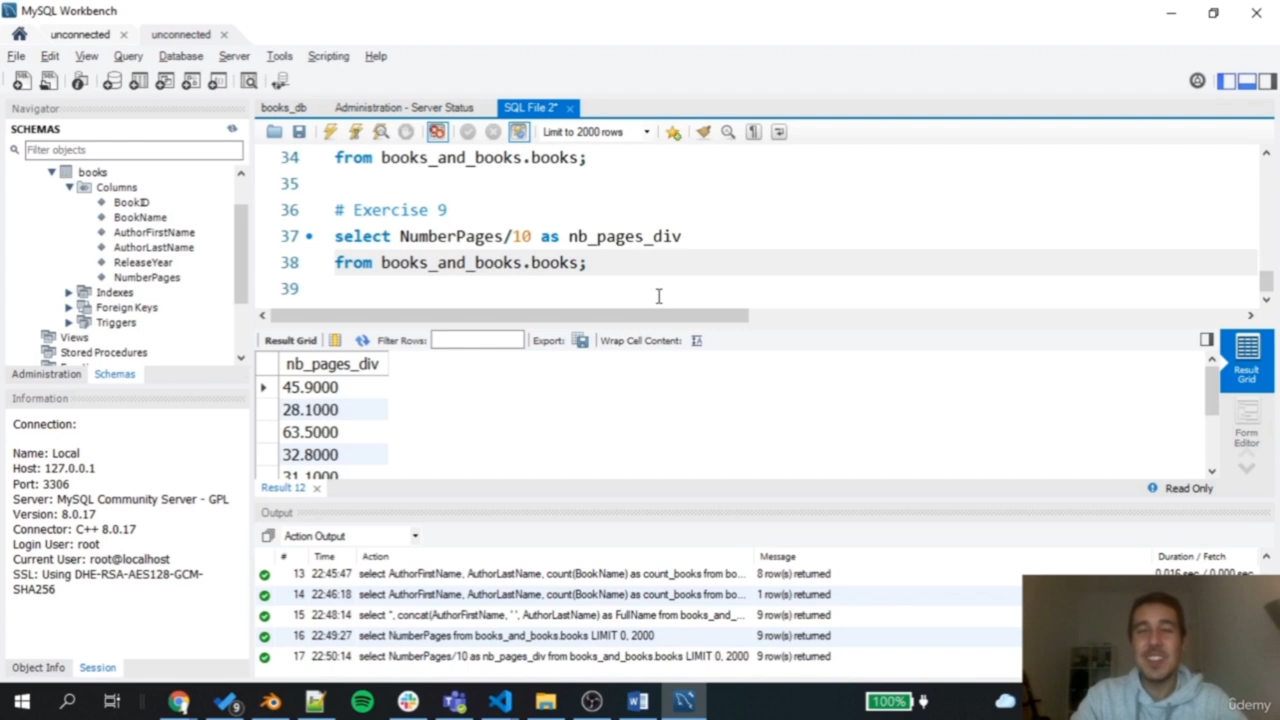 MySQL Workbench
unconnected unconnected
File Edit View Query Database Server Tools Scripting Help
Navigator
SCHEMAS
Filter objects
books
Columns
BookID
BookName
AuthorFirstName
AuthorLastName
ReleaseYear
NumberPages
Indexes
Foreign Keys
Triggers
Views
Stored Procedures
Administration Schemas
Information
Connection:
Name: Local
Host: 127.0.0.1
Port: 3306
Server: MySQL Community Server - GPL
Version: 8.0.17
Connector: C++ 8.0.17
Login User: root
Current User: root@localhost
SSL: Using DHE-RSA-AES128-GCM-
SHA256
Object Info Session
books_db Administration - Server Status SQL File 2*
Limit to 2000 rows
34 from books_and_books.books;
35
36 # Exercise 9
37 select NumberPages/10 as nb_pages_div
38 from books_and_books.books;
39
Result Grid Filter Rows: Export: Wrap Cell Content:
nb_pages_div
45.9000
28.1000
63.5000
32.8000
31.1000
Result
Grid
Form
Editor
Result 12 Read Only
Output
Action Output
# Time Action Message Duration / Fetch
13 22:45:47 select AuthorFirstName, AuthorLastName, count(BookName) as count_books from bo... 8 row(s) returned 0.016 sec / 0.000 sec
14 22:46:18 select AuthorFirstName, AuthorLastName, count(BookName) as count_books from bo... 1 row(s) returned
15 22:48:14 select *, concat(AuthorFirstName, " ", AuthorLastName) as FullName from books_and_... 9 row(s) returned
16 22:49:27 select NumberPages from books_and_books.books LIMIT 0, 2000 9 row(s) returned
17 22:50:14 select NumberPages/10 as nb_pages_div from books_and_books.books LIMIT 0, 2000 9 row(s) returned
9
100%
ûdemy